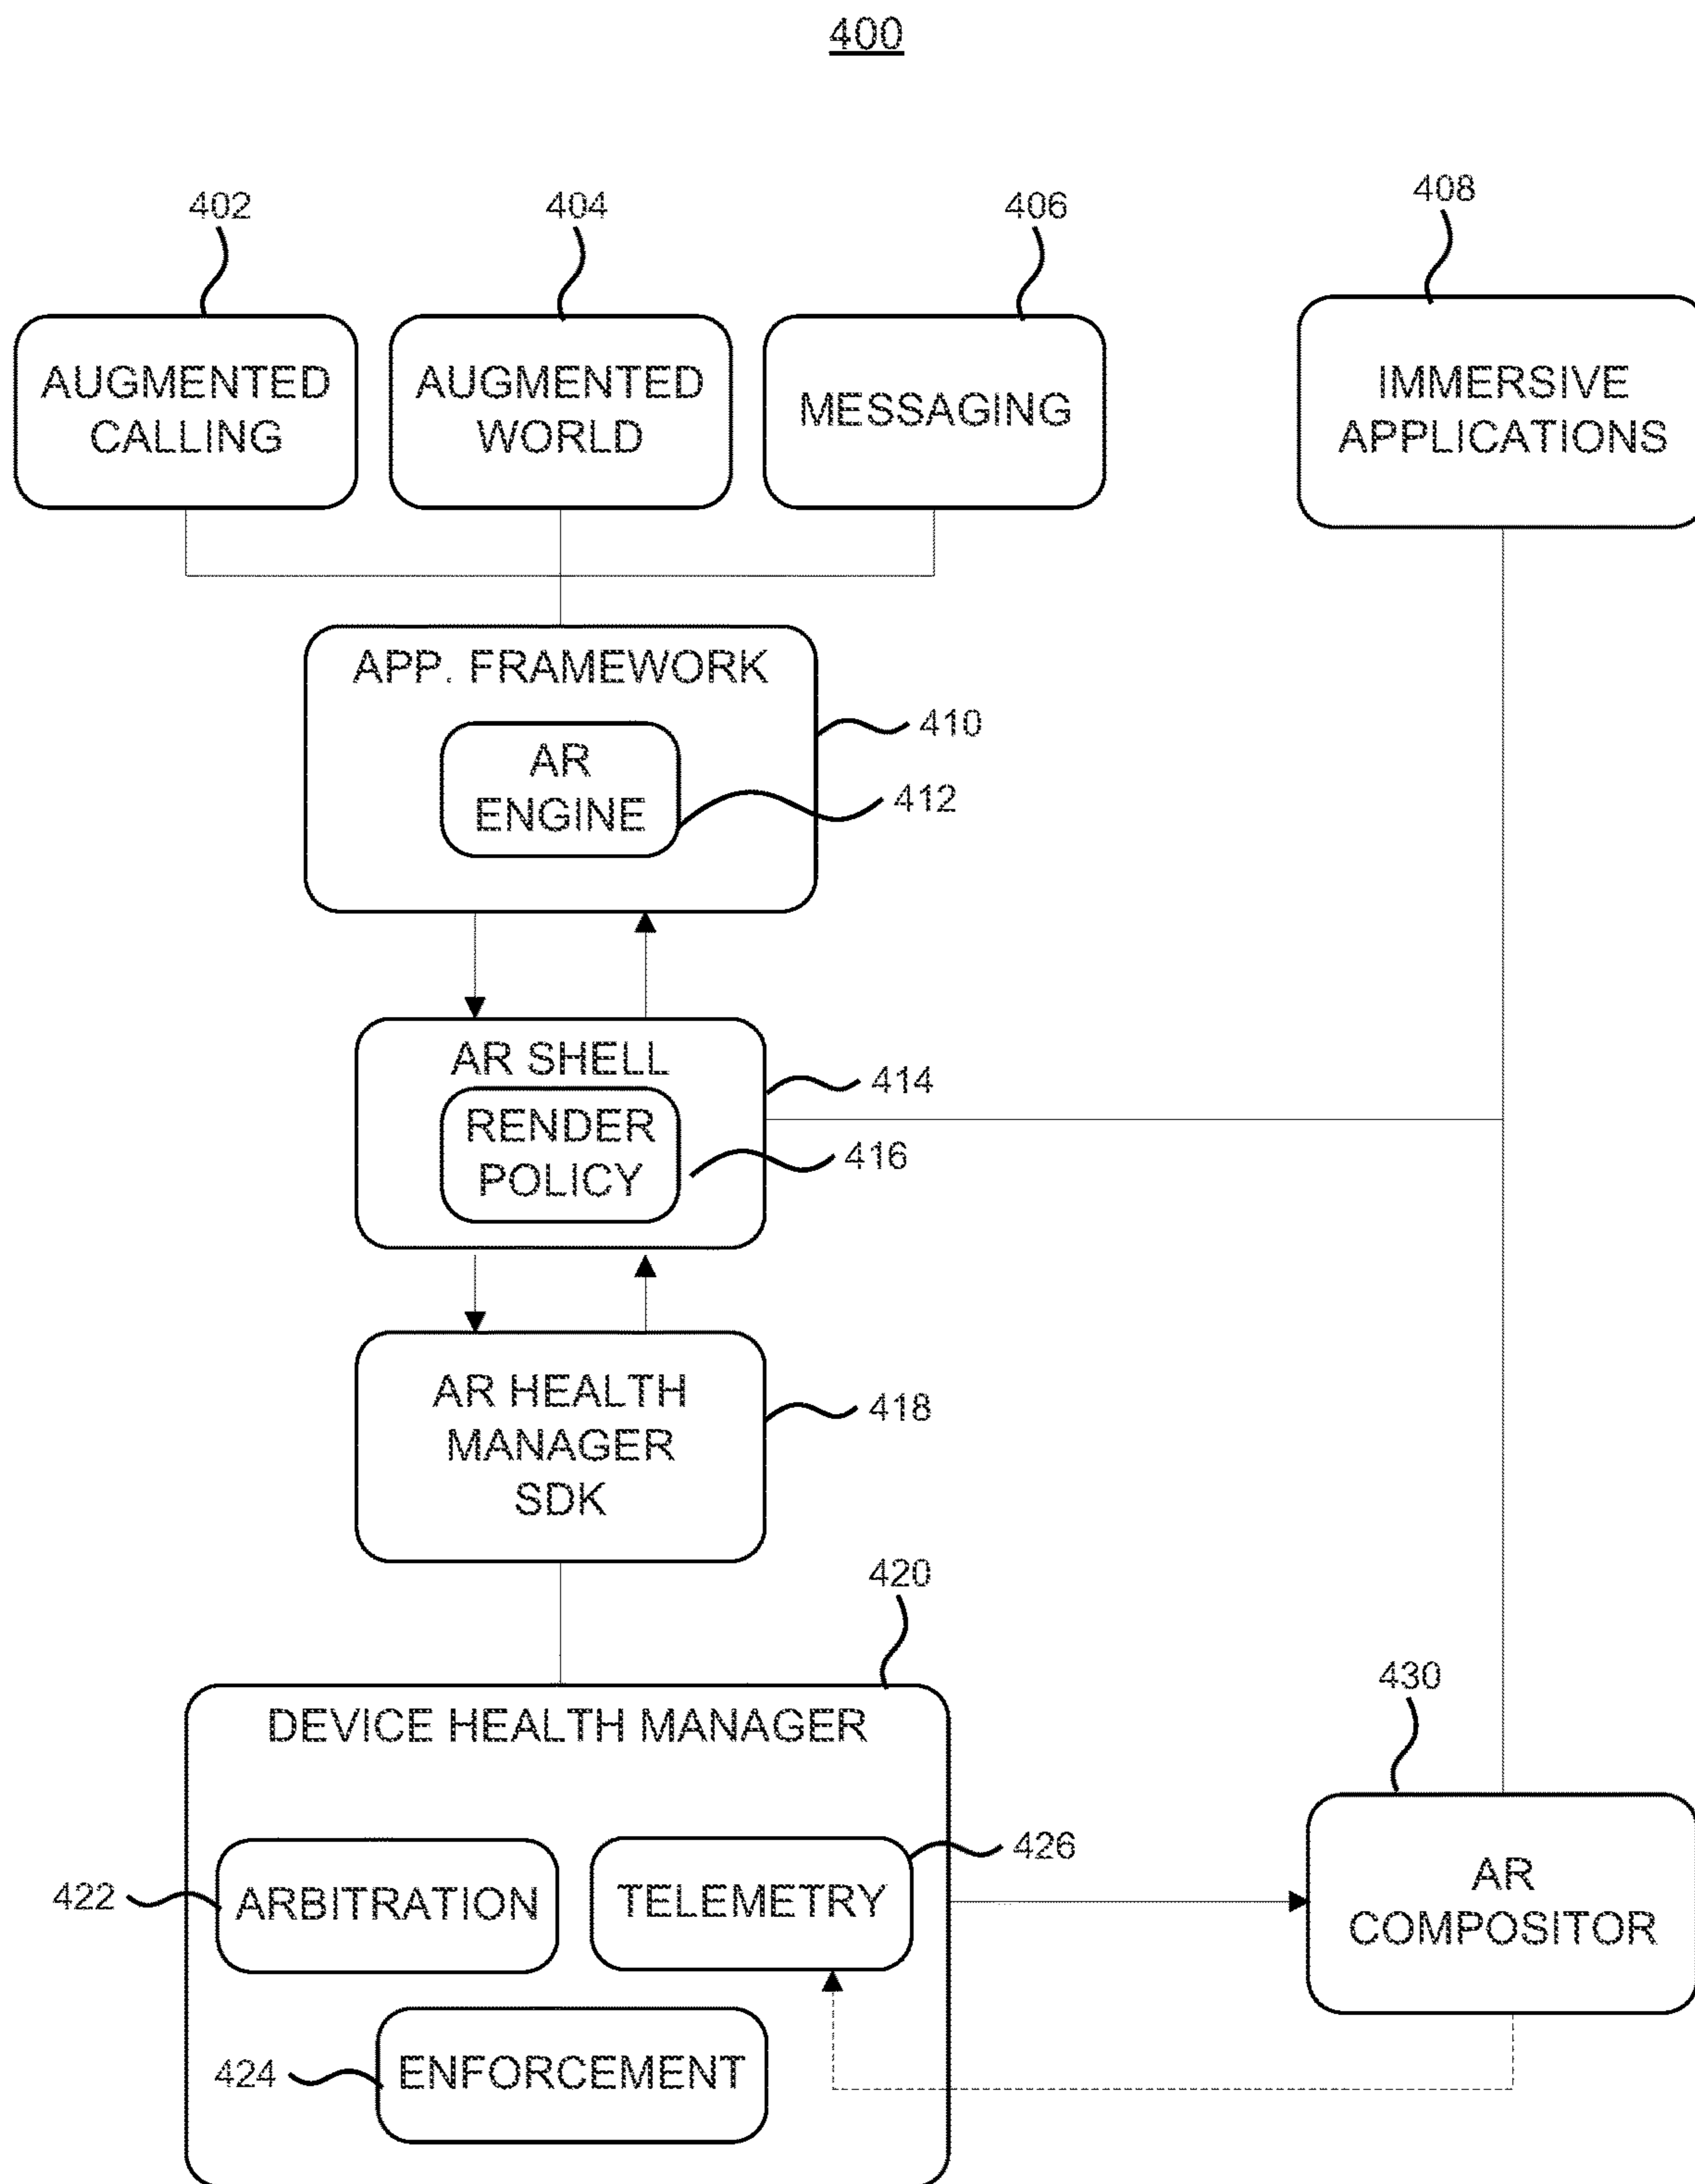 400
402
404
406
408
AUGMENTED
CALLING
AUGMENTED
WORLD
MESSAGING
IMMERSIVE
APPLICATIONS
APP. FRAMEWORK
410
AR
ENGINE
412
AR SHELL
414
RENDER
POLICY
416
AR HEALTH
MANAGER
SDK
418
420
DEVICE HEALTH MANAGER
430
422
ARBITRATION
TELEMETRY
426
AR
COMPOSITOR
424
ENFORCEMENT